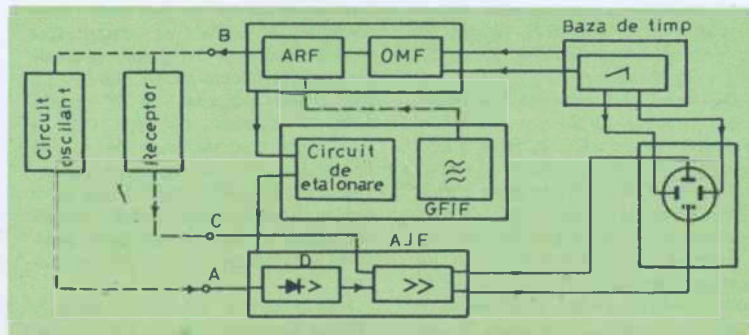 Baza de timp
B
ARF
OMF
Circuit
oscilant
Receptor
Circuit
de
etalonare
GFIF
C
AJF
A
D